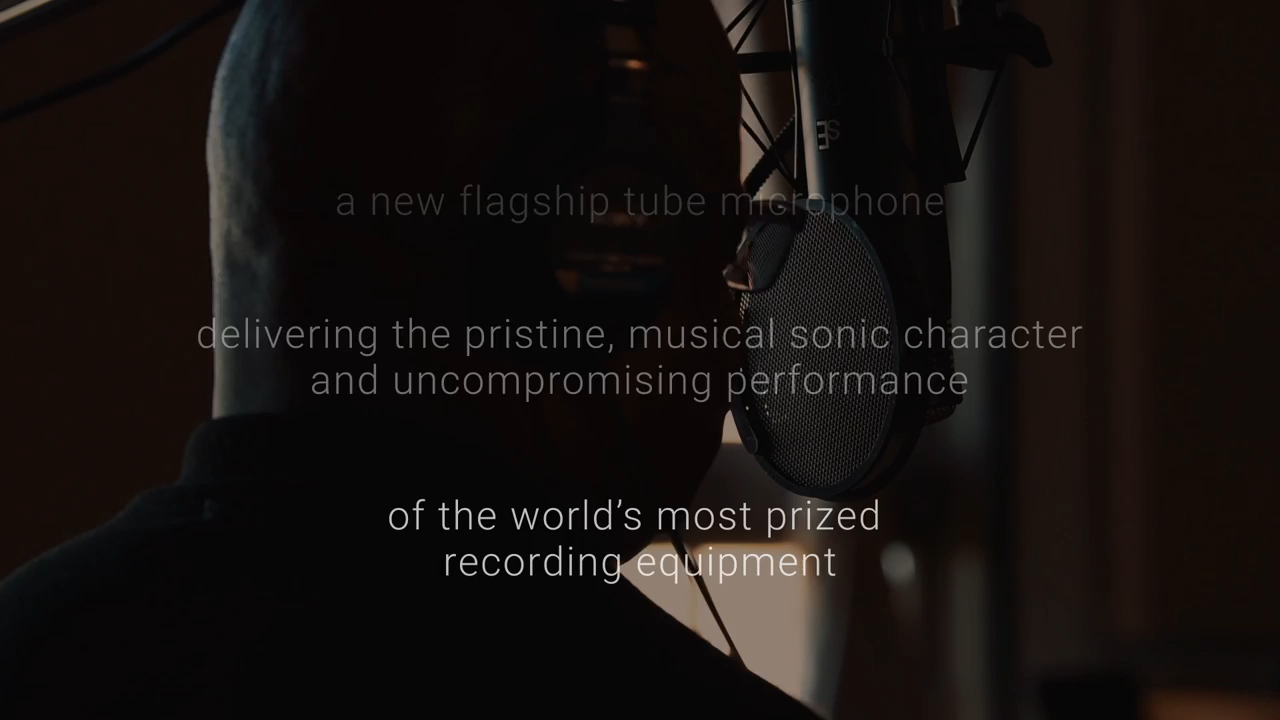 sE
a new flagship tube microphone
delivering the pristine, musical sonic character
and uncompromising performance
of the world’s most prized
recording equipment